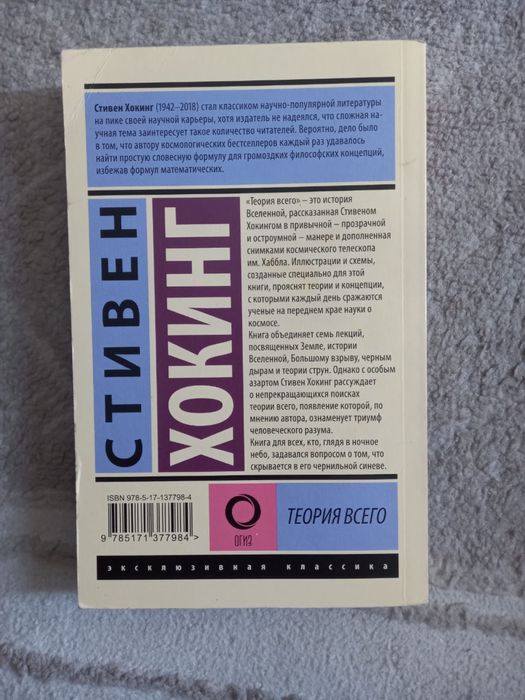 Стивен Хокинг (1942–2018) стал классиком научно-популярной литературы
на пике своей научной карьеры, хотя издатель не надеялся, что сложная на-
учная тема заинтересует такое количество читателей. Вероятно, дело было
в том, что автору космологических бестселлеров каждый раз удавалось
найти простую словесную формулу для громоздких философских концепций,
избежав формул математических.
СТИВЕН
ХОКИНГ
«Теория всего» – это история
Вселенной, рассказанная Стивеном
Хокингом в привычной – прозрачной
и остроумной – манере и дополненная
снимками космического телескопа
им. Хаббла. Иллюстрации и схемы,
созданные специально для этой
книги, прояснят теории и концепции,
с которыми каждый день сражаются
ученые на переднем крае науки о
космосе.
Книга объединяет семь лекций,
посвященных Земле, истории
Вселенной, Большому взрыву, черным
дырам и теории струн. Однако с особым
азартом Стивен Хокинг рассуждает
о непрекращающихся поисках
теории всего, появление которой, по
мнению автора, ознаменует триумф
человеческого разума.
Книга для всех, кто, глядя в ночное
небо, задавался вопросом о том, что
скрывается в его чернильной синеве.
ISBN 978-5-17-137798-4
9 785171 377984 >
ОГИЗ
ТЕОРИЯ ВСЕГО
эксклюзивная классика